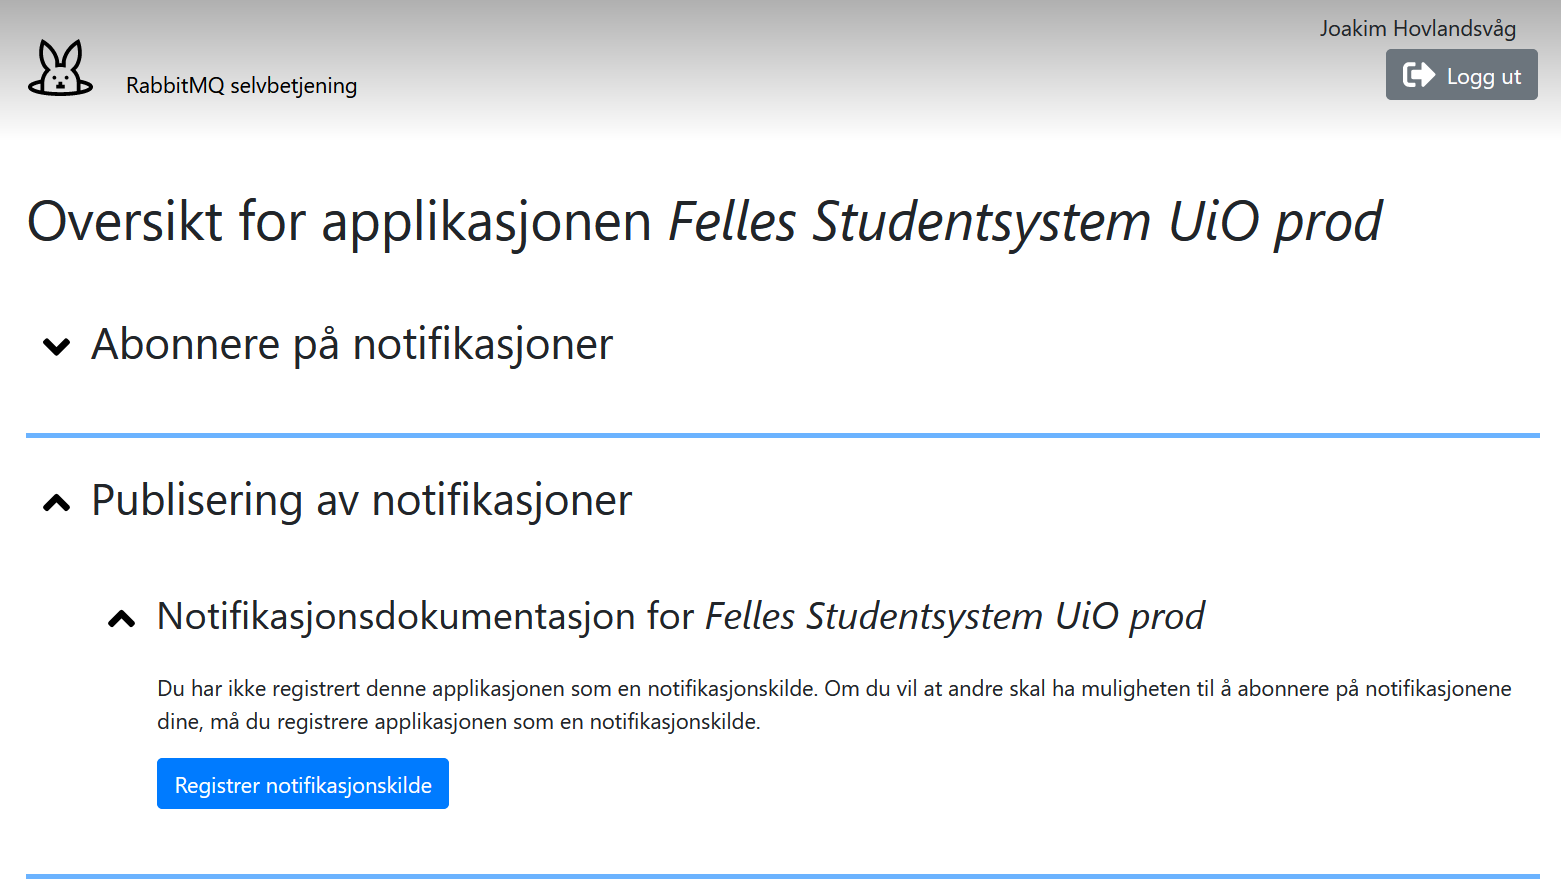 Joakim Hovlandsvåg
RabbitMQ selvbetjening
Logg ut
Oversikt for applikasjonen Felles Studentsystem UiO prod
Abonnere på notifikasjoner
Publisering av notifikasjoner
Notifikasjonsdokumentasjon for Felles Studentsystem UiO prod
Du har ikke registrert denne applikasjonen som en notifikasjonskilde. Om du vil at andre skal ha muligheten til å abonnere på notifikasjonene
dine, må du registrere applikasjonen som en notifikasjonskilde.
Registrer notifikasjonskilde